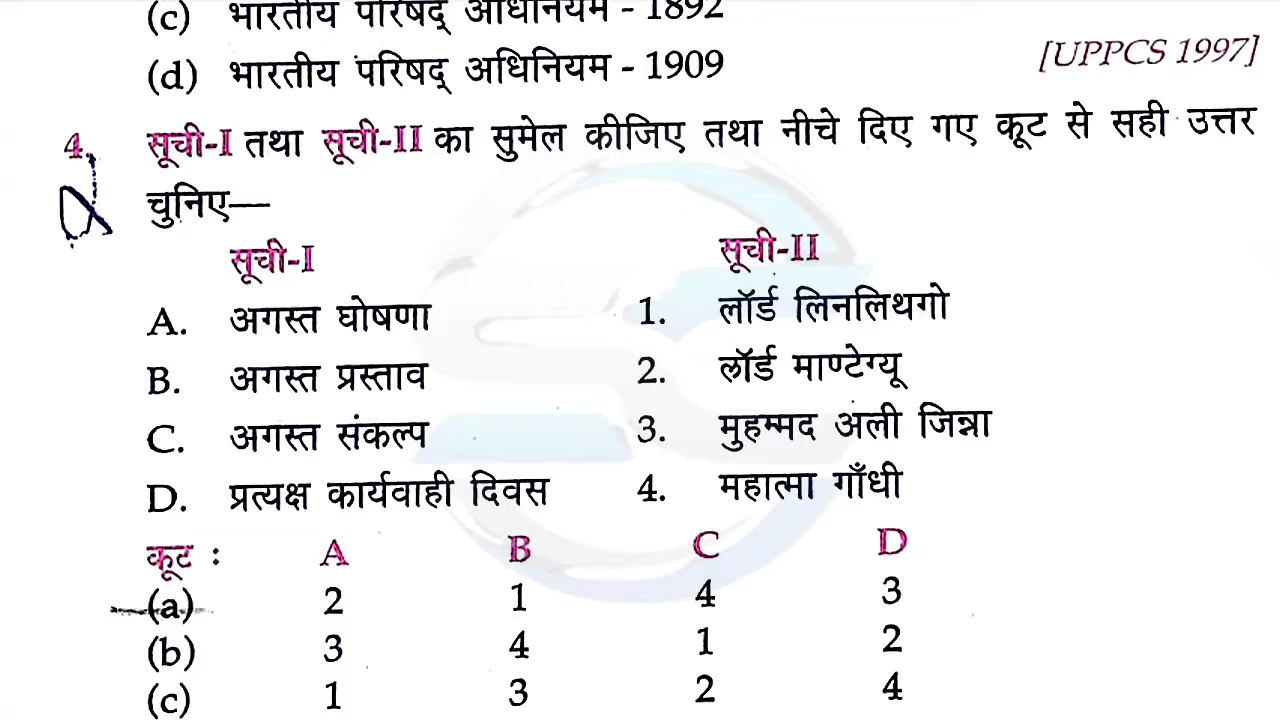 (c) भारतीय परिषद् अधिनियम - 1892
(d) भारतीय परिषद् अधिनियम - 1909
[UPPCS 1997]
4. सूची-I तथा सूची-II का सुमेल कीजिए तथा नीचे दिए गए कूट से सही उत्तर
चुनिए—
सूची-I सूची-II
A. अगस्त घोषणा 1. लॉर्ड लिनलिथगो
B. अगस्त प्रस्ताव 2. लॉर्ड माण्टेग्यू
C. अगस्त संकल्प 3. मुहम्मद अली जिन्ना
D. प्रत्यक्ष कार्यवाही दिवस 4. महात्मा गाँधी
कूट : A B C D
(a) 2 1 4 3
(b) 3 4 1 2
(c) 1 3 2 4